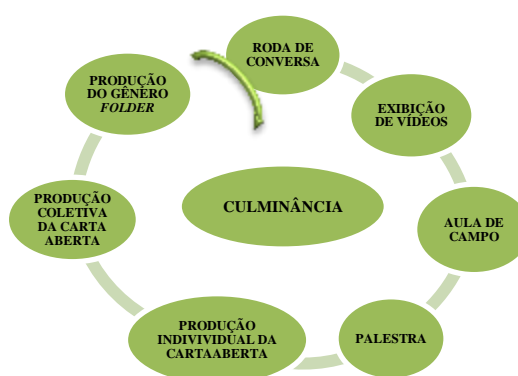 RODA DE
CONVERSA
EXIBIÇÃO
DE VÍDEOS
AULA DE
CAMPO
PALESTRA
PRODUÇÃO
INDIVIVIDUAL DA
CARTAABERTA
PRODUÇÃO
COLETIVA
DA CARTA
ABERTA
PRODUÇÃO
DO GÊNERO
FOLDER
CULMINÂNCIA